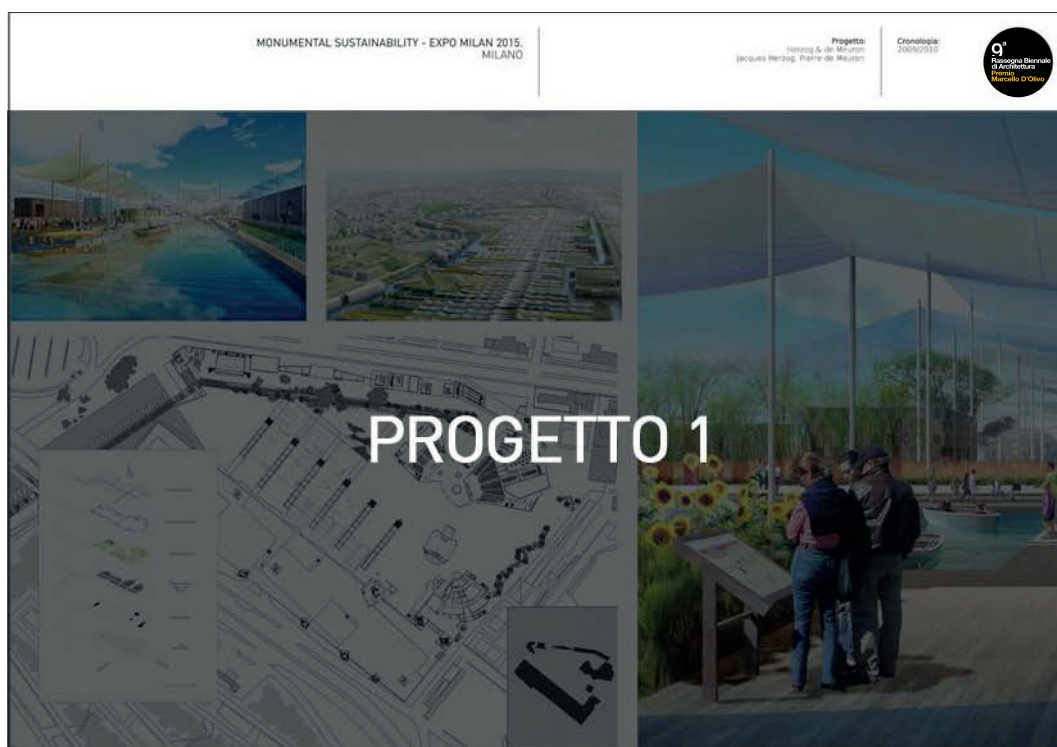 MONUMENTAL SUSTAINABILITY - EXPO MILAN 2015.
MILANO
Progetto:
Herzog & de Meuron
Jacques Herzog, Pierre de Meuron
Cronologia:
2009/2010
9ª
Rassegna Biennale
di Architettura
Premio
Marcello D'Olivo
PROGETTO 1